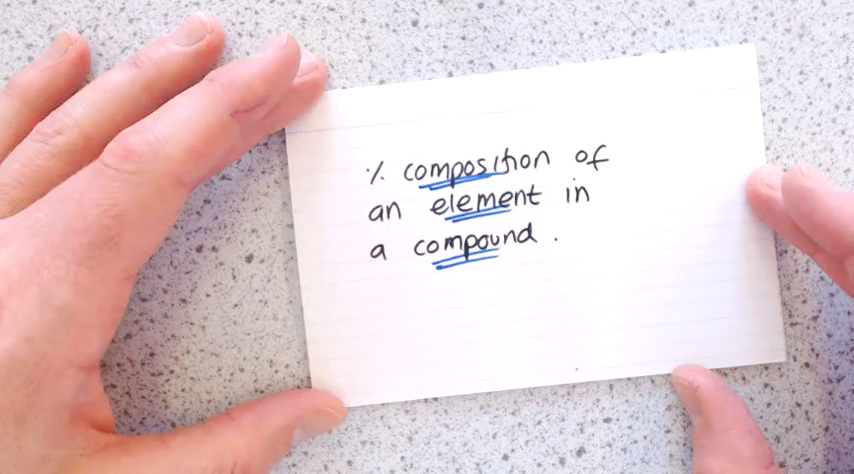 % composition of
an element in
a compound.